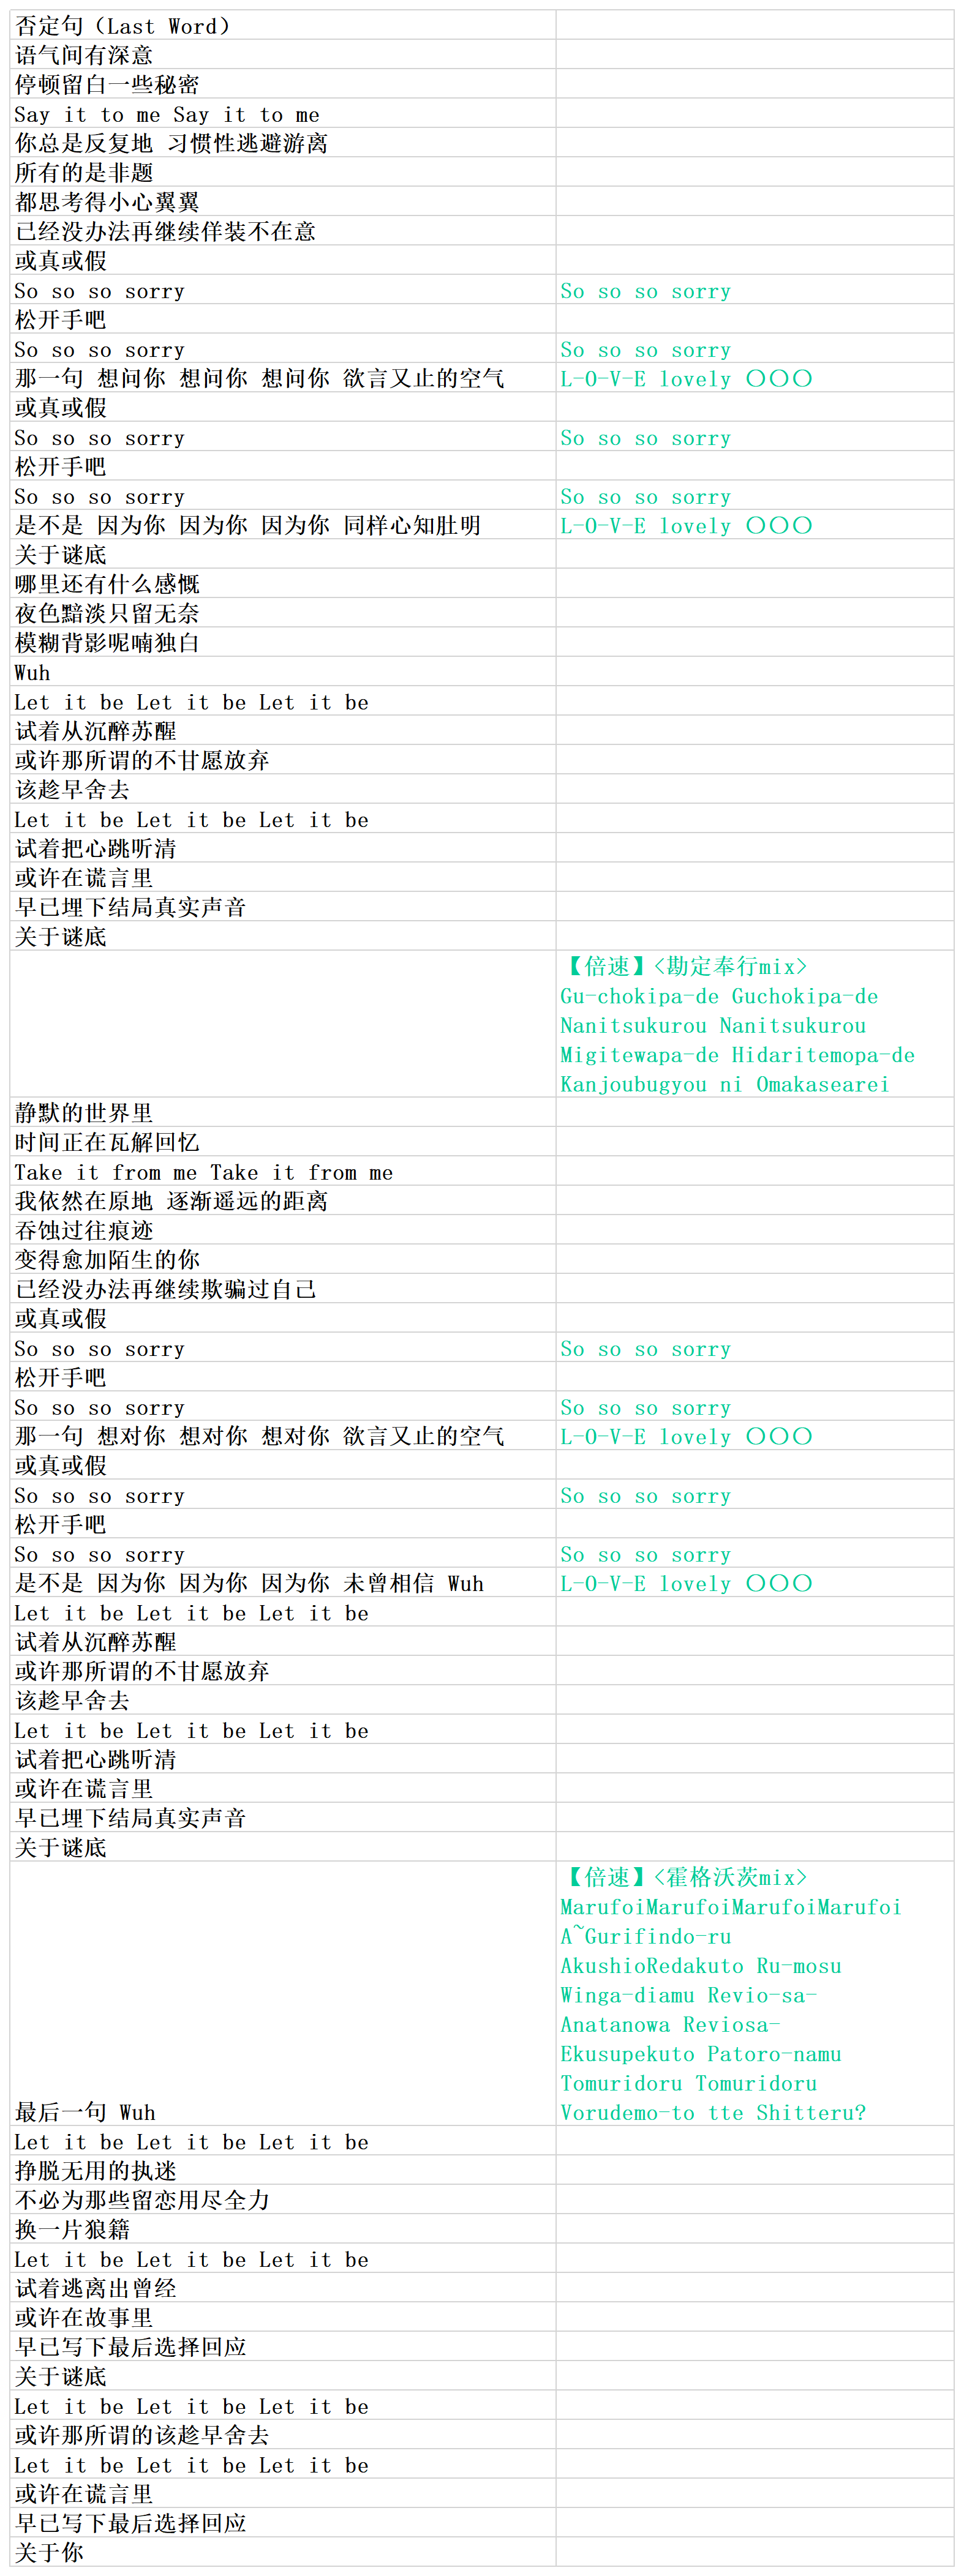 否定句（Last Word）
语气间有深意
停顿留白一些秘密
Say it to me Say it to me
你总是反复地 习惯性逃避游离
所有的是非题
都思考得小心翼翼
已经没办法再继续佯装不在意
或真或假
So so so sorry So so so sorry
松开手吧
So so so sorry So so so sorry
那一句 想问你 想问你 想问你 欲言又止的空气 L-O-V-E lovely 〇〇〇
或真或假
So so so sorry So so so sorry
松开手吧
So so so sorry So so so sorry
是不是 因为你 因为你 因为你 同样心知肚明 L-O-V-E lovely 〇〇〇
关于谜底
哪里还有什么感慨
夜色黯淡只留无奈
模糊背影呢喃独白
Wuh
Let it be Let it be Let it be
试着从沉醉苏醒
或许那所谓的不甘愿放弃
该趁早舍去
Let it be Let it be Let it be
试着把心跳听清
或许在谎言里
早已埋下结局真实声音
关于谜底
【倍速】<勘定奉行mix>
Gu-chokipa-de Guchokipa-de
Nanitsukurou Nanitsukurou
Migitewapa-de Hidaritemopa-de
Kanjoubugyou ni Omakasearei
静默的世界里
时间正在瓦解回忆
Take it from me Take it from me
我依然在原地 逐渐遥远的距离
吞蚀过往痕迹
变得愈加陌生的你
已经没办法再继续欺骗过自己
或真或假
So so so sorry So so so sorry
松开手吧
So so so sorry So so so sorry
那一句 想对你 想对你 想对你 欲言又止的空气 L-O-V-E lovely 〇〇〇
或真或假
So so so sorry So so so sorry
松开手吧
So so so sorry So so so sorry
是不是 因为你 因为你 因为你 未曾相信 Wuh L-O-V-E lovely 〇〇〇
Let it be Let it be Let it be
试着从沉醉苏醒
或许那所谓的不甘愿放弃
该趁早舍去
Let it be Let it be Let it be
试着把心跳听清
或许在谎言里
早已埋下结局真实声音
关于谜底
【倍速】<霍格沃茨mix>
MarufoiMarufoiMarufoiMarufoi
A~Gurifindo-ru
AkushioRedakuto Ru-mosu
Winga-diamu Revio-sa-
Anatanowa Reviosa-
Ekusupekuto Patoro-namu
Tomuridoru Tomuridoru
最后一句 Wuh Vorudemo-to tte Shitteru?
Let it be Let it be Let it be
挣脱无用的执迷
不必为那些留恋用尽全力
换一片狼籍
Let it be Let it be Let it be
试着逃离出曾经
或许在故事里
早已写下最后选择回应
关于谜底
Let it be Let it be Let it be
或许那所谓的该趁早舍去
Let it be Let it be Let it be
或许在谎言里
早已写下最后选择回应
关于你